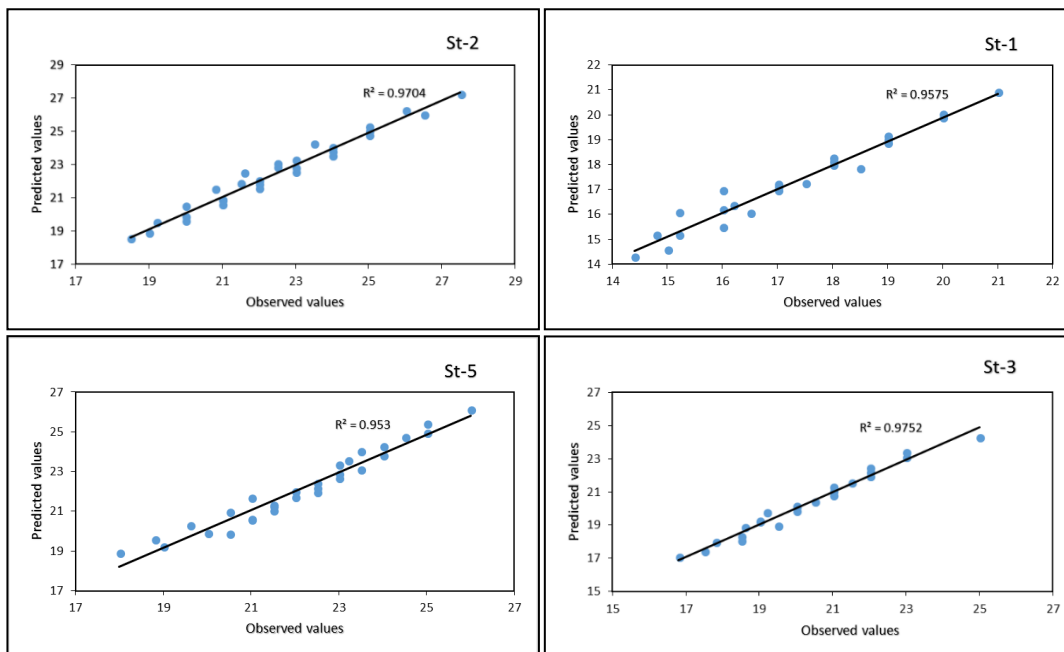 St-2
R² = 0.9704
Predicted values
29
27
25
23
21
19
17
17 19 21 23 25 27 29
Observed values
St-1
R² = 0.9575
Predicted values
22
21
20
19
18
17
16
15
14
14 15 16 17 18 19 20 21 22
Observed values
St-5
R² = 0.953
Predicted values
27
25
23
21
19
17
17 19 21 23 25 27
Observed values
St-3
R² = 0.9752
Predicted values
27
25
23
21
19
17
15
15 17 19 21 23 25 27
Observed values